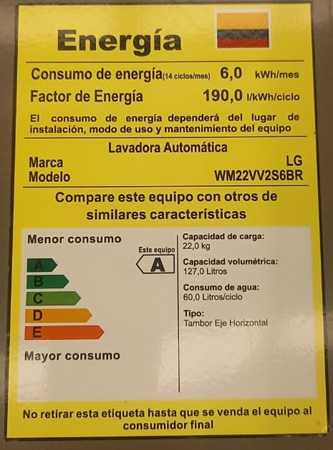 Energía
Consumo de energía(14 ciclos/mes) 6,0 kWh/mes
Factor de Energía 190,0 l/kWh/ciclo
El consumo de energía dependerá del lugar de
instalación, modo de uso y mantenimiento del equipo
Lavadora Automática
Marca LG
Modelo WM22VV2S6BR
Compare este equipo con otros de
similares características
Menor consumo
Este equipo
A
A
B
C
D
E
Mayor consumo
Capacidad de carga:
22,0 kg
Capacidad volumétrica:
127,0 Litros
Consumo de agua:
60,0 Litros/ciclo
Tipo:
Tambor Eje Horizontal
No retirar esta etiqueta hasta que se venda el equipo al
consumidor final